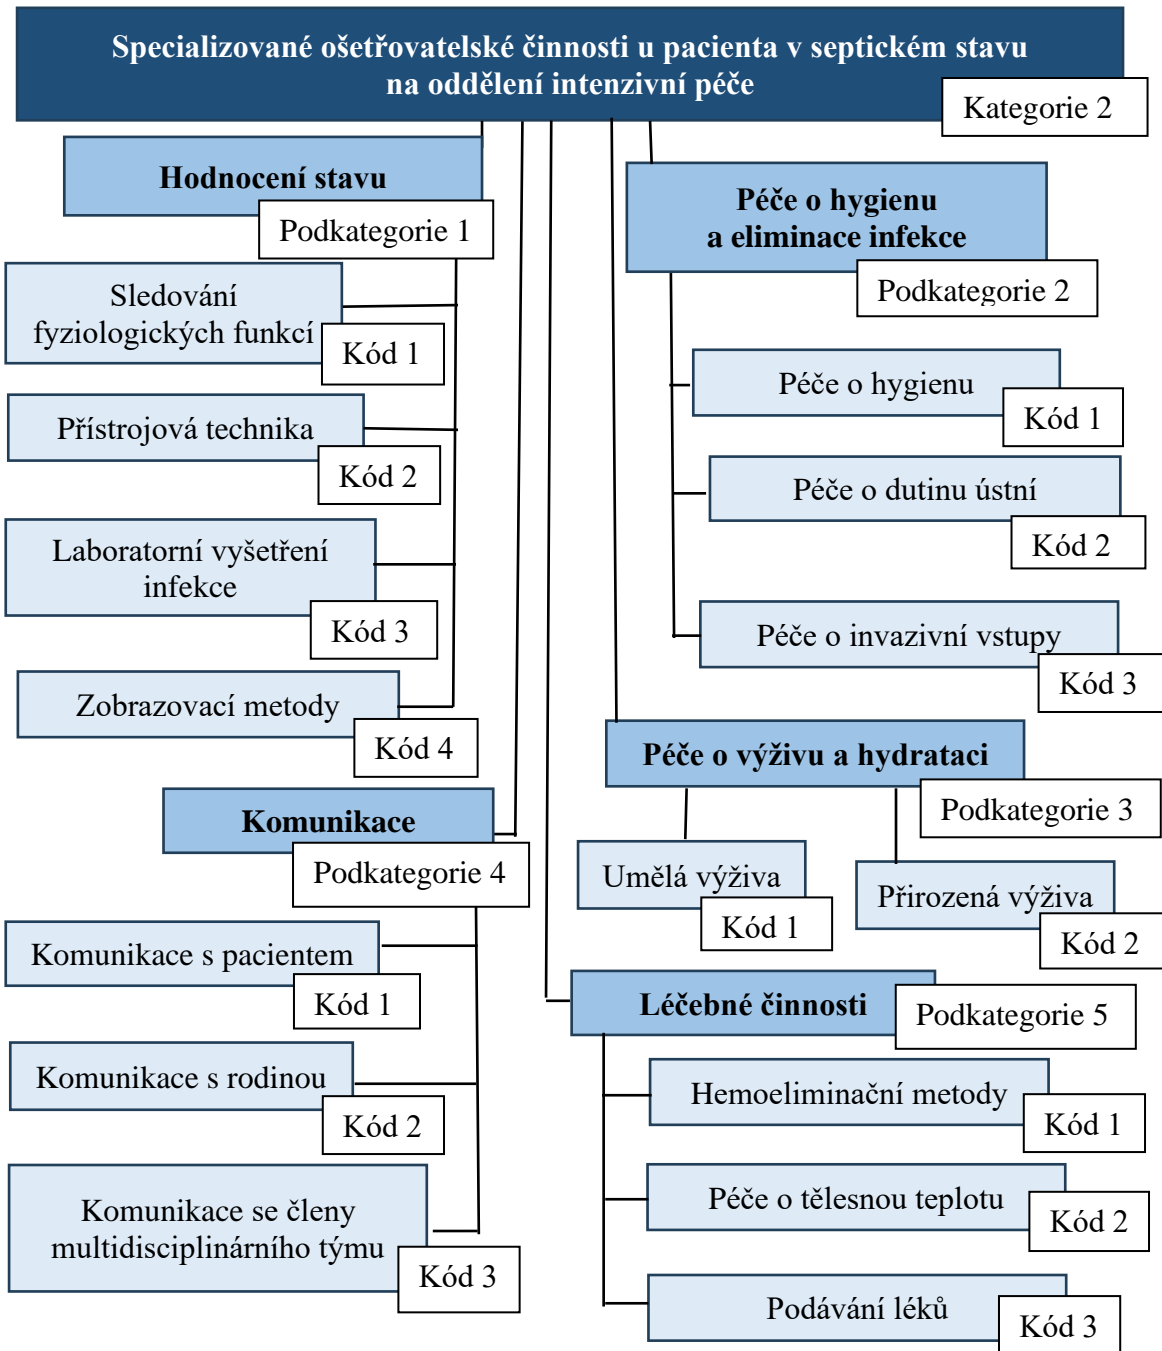 Specializované ošetřovatelské činnosti u pacienta v septickém stavu
na oddělení intenzivní péče
Kategorie 2
Hodnocení stavu
Podkategorie 1
Sledování
fyziologických funkcí
Kód 1
Přístrojová technika
Kód 2
Laboratorní vyšetření
infekce
Kód 3
Zobrazovací metody
Kód 4
Péče o hygienu
a eliminace infekce
Podkategorie 2
Péče o hygienu
Kód 1
Péče o dutinu ústní
Kód 2
Péče o invazivní vstupy
Kód 3
Péče o výživu a hydrataci
Podkategorie 3
Umělá výživa
Kód 1
Přirozená výživa
Kód 2
Komunikace
Podkategorie 4
Komunikace s pacientem
Kód 1
Komunikace s rodinou
Kód 2
Komunikace se členy
multidisciplinárního týmu
Kód 3
Léčebné činnosti
Podkategorie 5
Hemoeliminační metody
Kód 1
Péče o tělesnou teplotu
Kód 2
Podávání léků
Kód 3